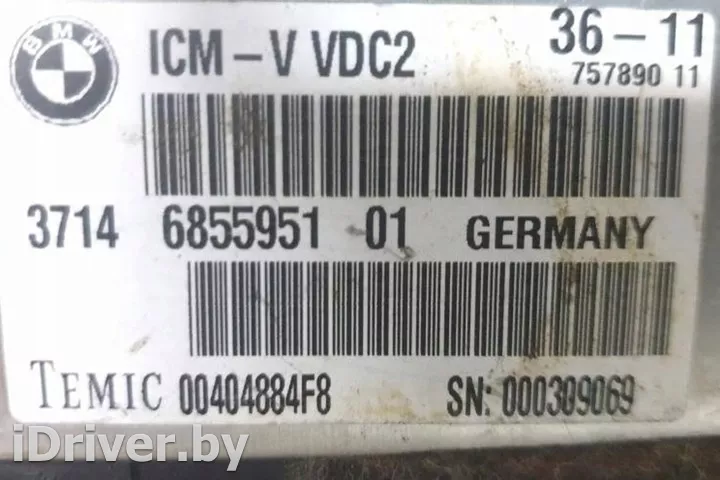 BMW
ICM-V VDC2 36-11
757890 11
3714 6855951 01 GERMANY
TEMIC 00404884F8 SN: 000309069
iDriver.by